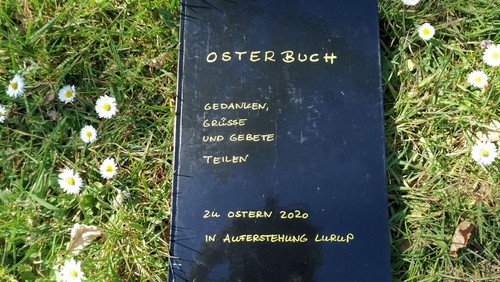 OSTERBUCH
GEDANKEN,
GRÜSSE
UND GEBETE
TEILEN
ZU OSTERN 2020
IN AUFERSTEHUNG LURUP